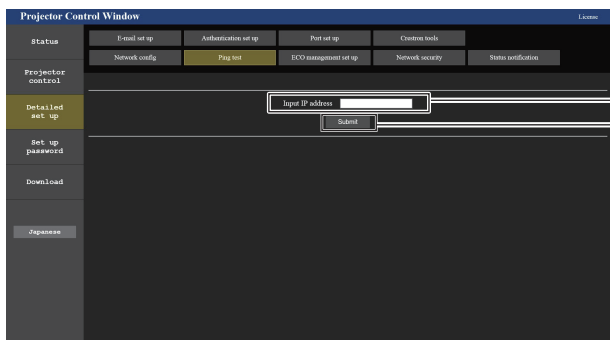 Projector Control Window
License
Status
E-mail set up
Authentication set up
Port set up
Crestron tools
Network config
Ping test
ECO management set up
Network security
Status notification
Projector
control
Detailed
set up
Input IP address
Submit
Set up
password
Download
Japanese